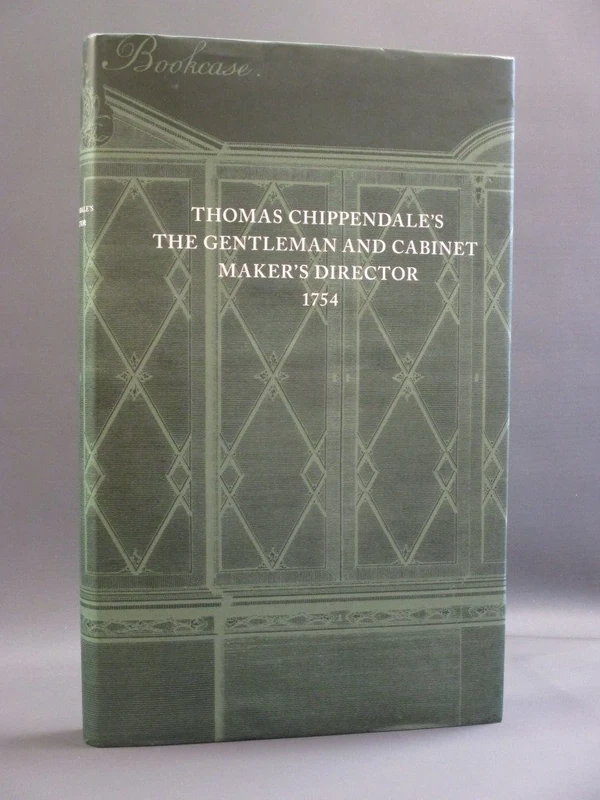 Bookcase.
THOMAS CHIPPENDALE'S
THE GENTLEMAN AND CABINET
MAKER'S DIRECTOR
1754